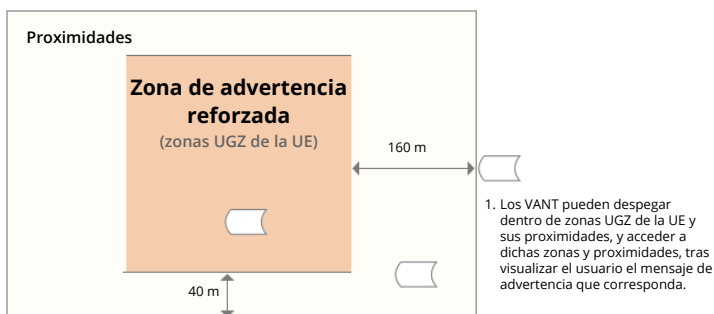 Proximidades
Zona de advertencia
reforzada
(zonas UGZ de la UE)
160 m
1. Los VANT pueden despegar
dentro de zonas UGZ de la UE y
sus proximidades, y acceder a
dichas zonas y proximidades, tras
visualizar el usuario el mensaje de
advertencia que corresponda.
40 m